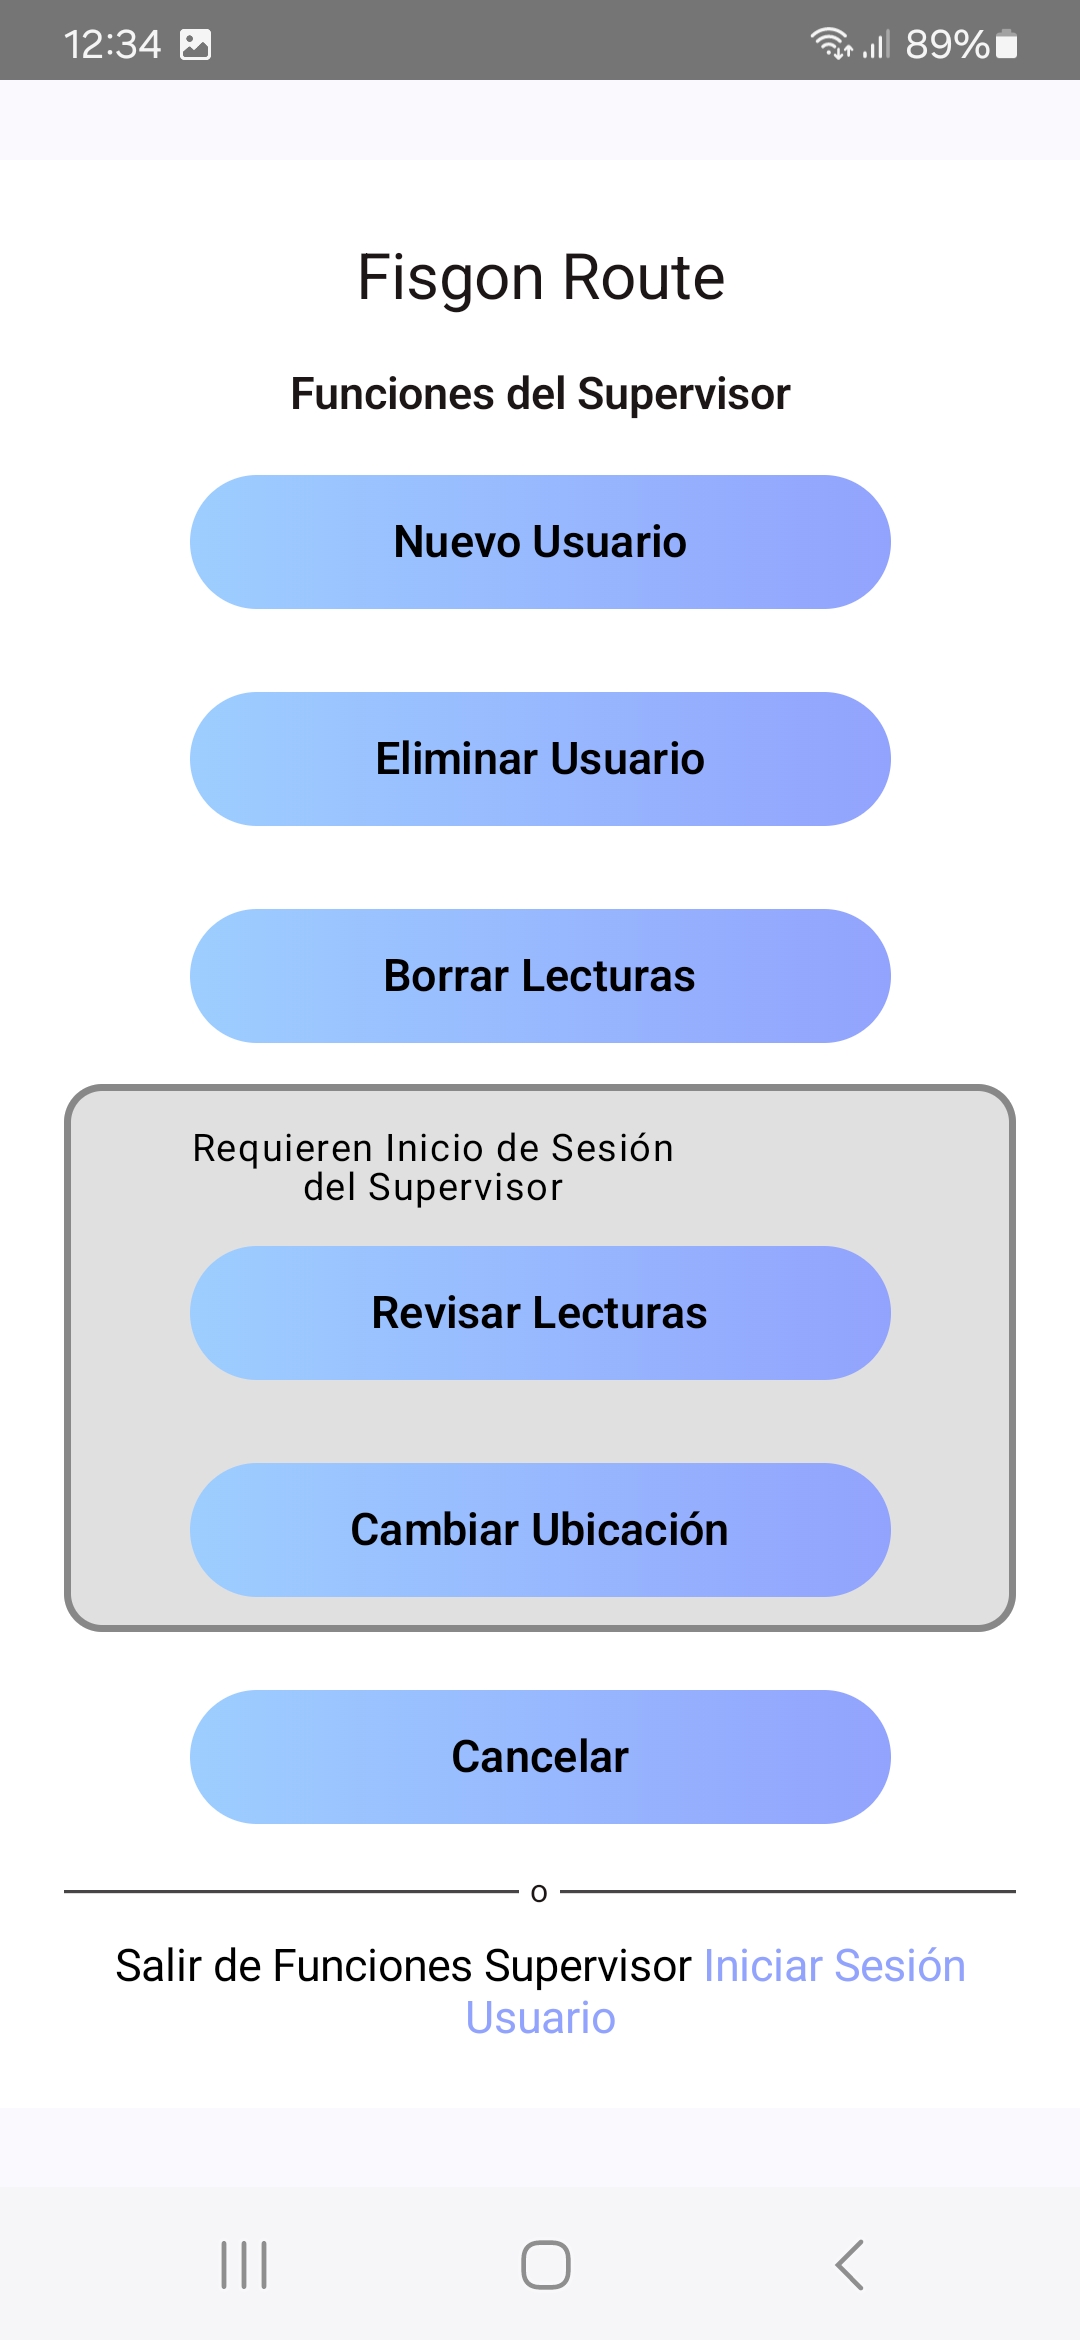 12:34
89%
Fisgon Route
Funciones del Supervisor
Nuevo Usuario
Eliminar Usuario
Borrar Lecturas
Requieren Inicio de Sesión
del Supervisor
Revisar Lecturas
Cambiar Ubicación
Cancelar
o
Salir de Funciones Supervisor Iniciar Sesión
Usuario